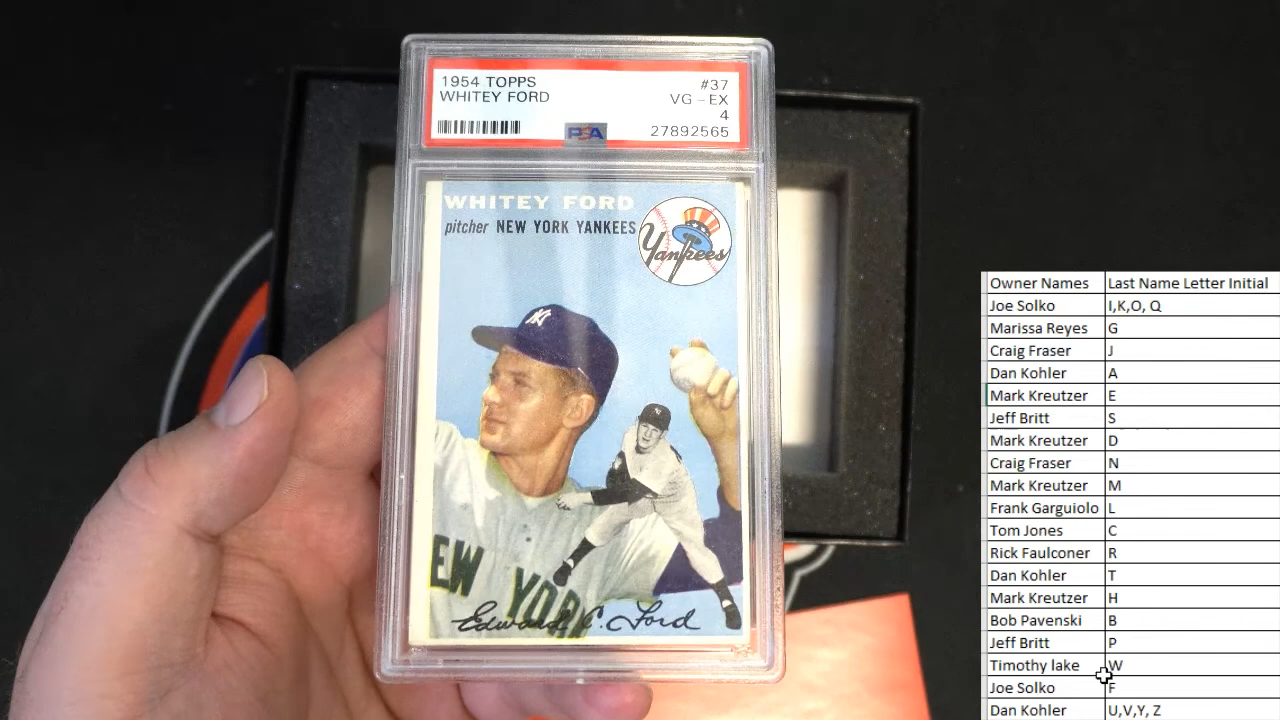 1954 TOPPS #37
WHITEY FORD VG - EX
4
PSA 27892565
WHITEY FORD
pitcher NEW YORK YANKEES
Yankees
NY
NY
EW YOR
Edward C. Ford
Owner Names Last Name Letter Initial
Joe Solko I,K,O, Q
Marissa Reyes G
Craig Fraser J
Dan Kohler A
Mark Kreutzer E
Jeff Britt S
Mark Kreutzer D
Craig Fraser N
Mark Kreutzer M
Frank Garguiolo L
Tom Jones C
Rick Faulconer R
Dan Kohler T
Mark Kreutzer H
Bob Pavenski B
Jeff Britt P
Timothy lake W
Joe Solko F
Dan Kohler U,V,Y, Z